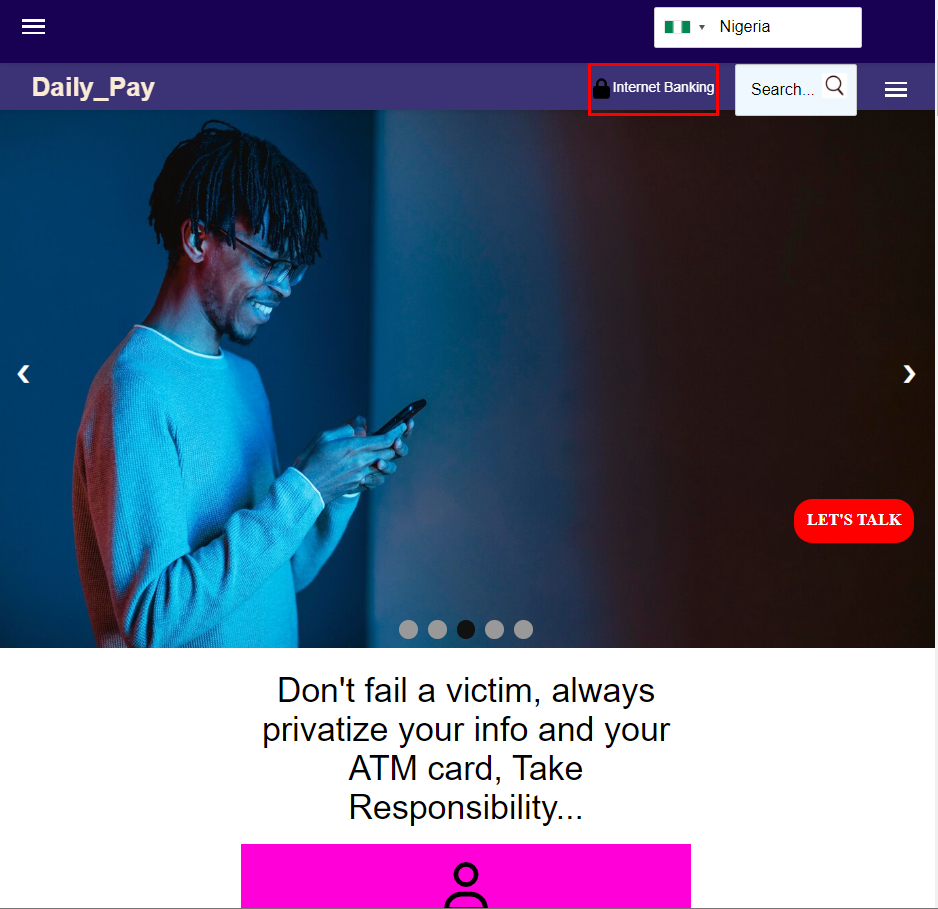 Nigeria
Daily_Pay
Internet Banking
Search...
LET'S TALK
Don't fail a victim, always
privatize your info and your
ATM card, Take
Responsibility...